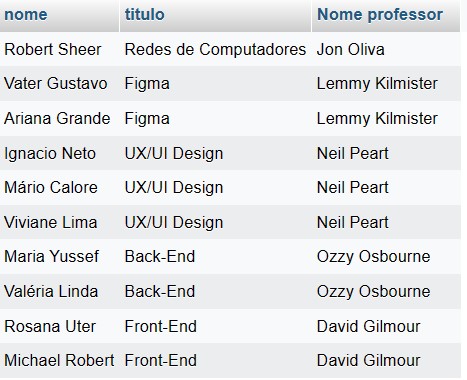 nome titulo Nome professor
Robert Sheer Redes de Computadores Jon Oliva
Vater Gustavo Figma Lemmy Kilmister
Ariana Grande Figma Lemmy Kilmister
Ignacio Neto UX/UI Design Neil Peart
Mário Calore UX/UI Design Neil Peart
Viviane Lima UX/UI Design Neil Peart
Maria Yussef Back-End Ozzy Osbourne
Valéria Linda Back-End Ozzy Osbourne
Rosana Uter Front-End David Gilmour
Michael Robert Front-End David Gilmour